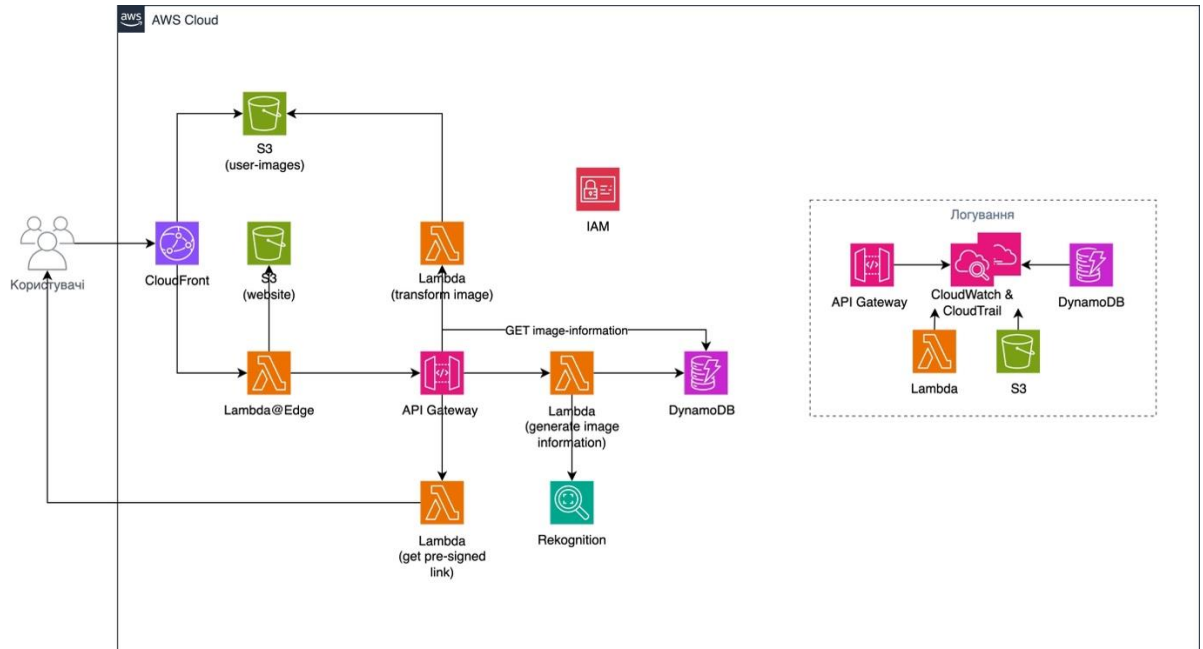 aws
AWS Cloud
S3
(user-images)
IAM
Логування
Користувачі
CloudFront
S3
(website)
Lambda
(transform image)
API Gateway
CloudWatch &
CloudTrail
DynamoDB
GET image-information
Lambda
S3
Lambda@Edge
API Gateway
Lambda
(generate image
information)
DynamoDB
Lambda
(get pre-signed
link)
Rekognition